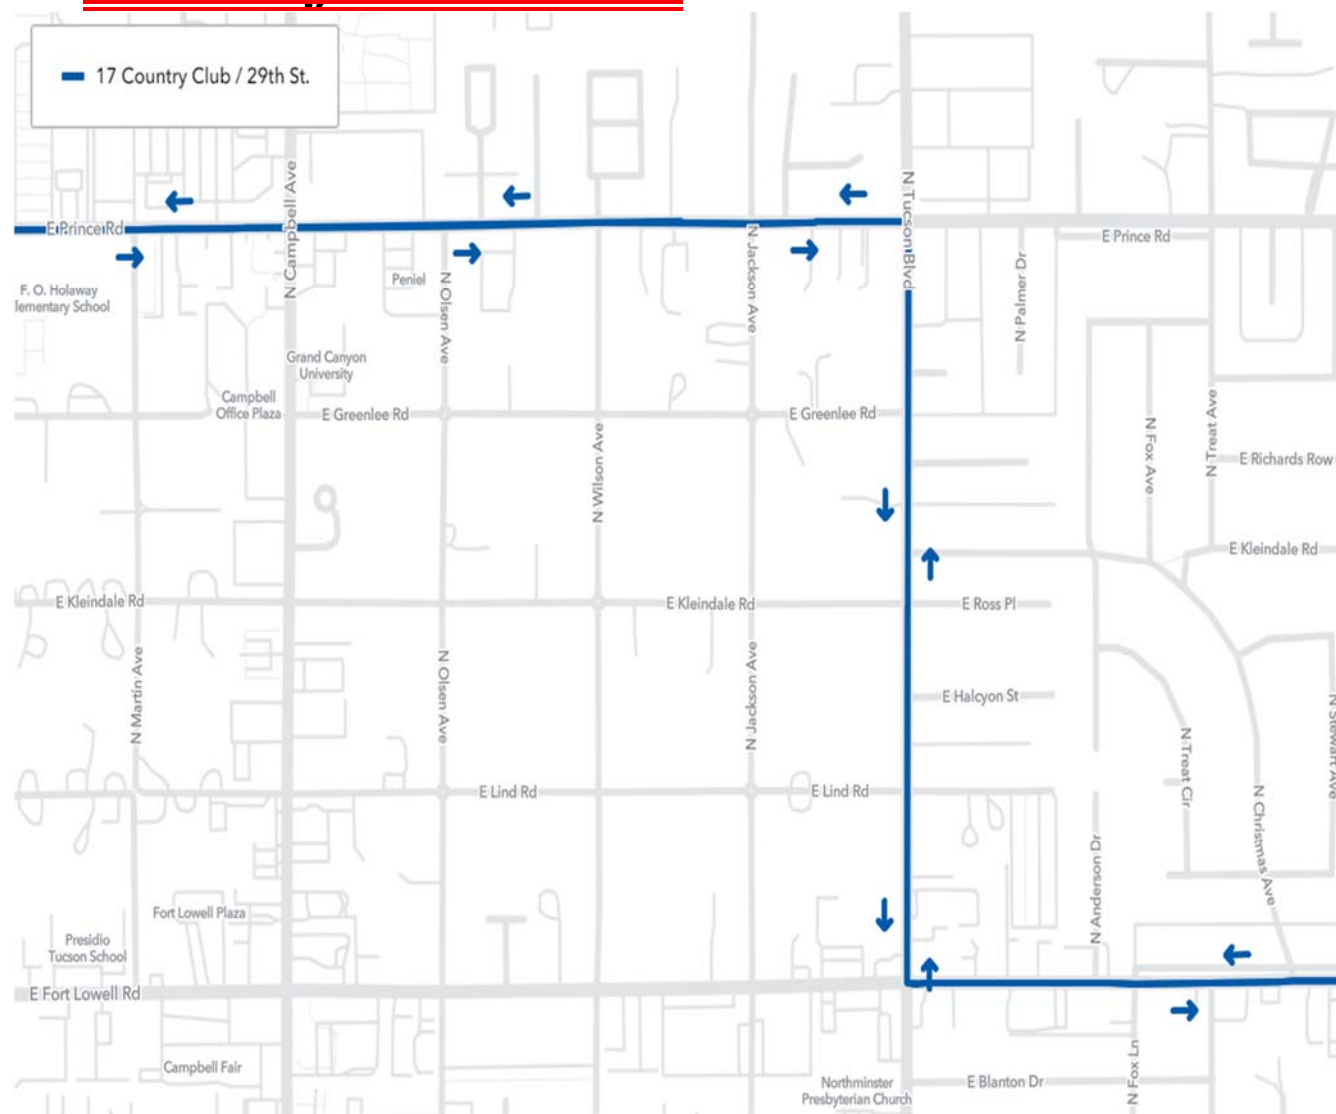 17 Country Club / 29th St.
N Campbell Ave
N Tucson Blvd
E Prince Rd
E Prince Rd
N Jackson Ave
N Palmer Dr
F. O. Holaway
lementary School
Peniel
N Olsen Ave
Grand Canyon
University
Campbell
Office Plaza
E Greenlee Rd
E Greenlee Rd
N Wilson Ave
N Fox Ave
N Treat Ave
E Richards Row
E Kleindale Rd
E Kleindale Rd
E Kleindale Rd
E Ross Pl
N Martin Ave
N Olsen Ave
N Jackson Ave
E Halcyon St
N Stewart Ave
N Treat Cir
E Lind Rd
E Lind Rd
N Christmas Ave
N Anderson Dr
Fort Lowell Plaza
Presidio
Tucson School
E Fort Lowell Rd
Campbell Fair
Northminster
Presbyterian Church
E Blanton Dr
N Fox Ln